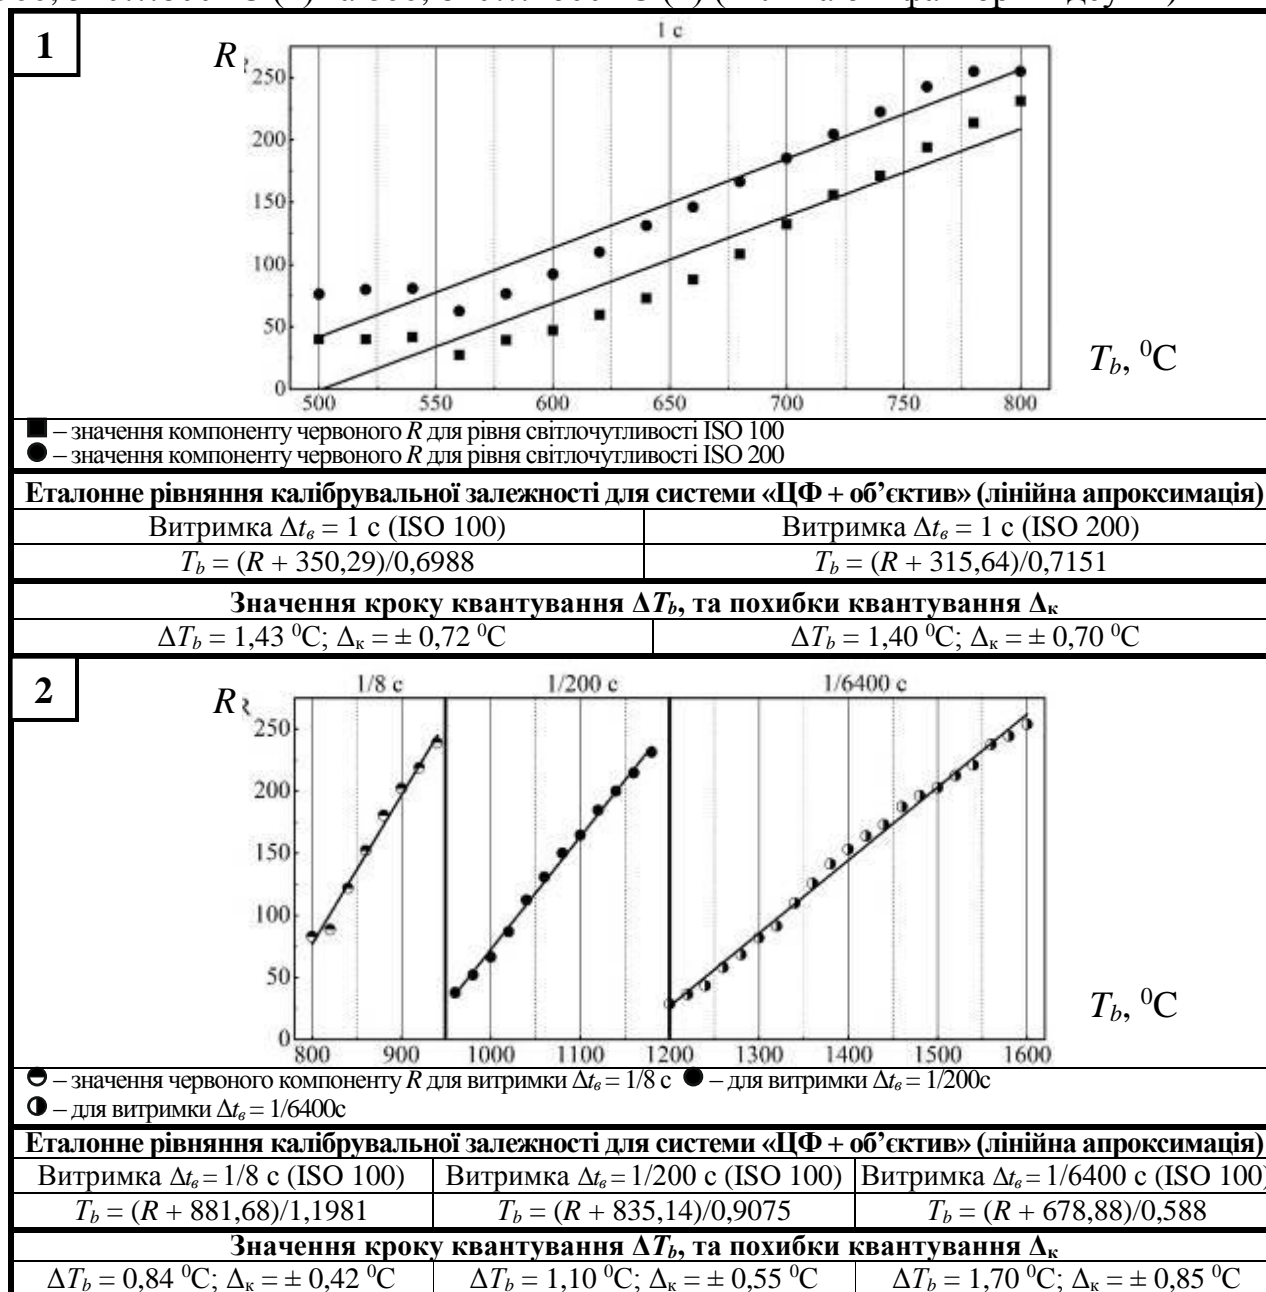 1
1 с
R
R
250
200
150
100
50
0
500 550 600 650 700 750 800
T_b, ⁰C
■ – значення компоненту червоного R для рівня світлочутливості ISO 100
● – значення компоненту червоного R для рівня світлочутливості ISO 200
Еталонне рівняння калібрувальної залежності для системи «ЦФ + об’єктив» (лінійна апроксимація)
Витримка Δt_в = 1 с (ISO 100) Витримка Δt_в = 1 с (ISO 200)
T_b = (R + 350,29)/0,6988 T_b = (R + 315,64)/0,7151
Значення кроку квантування ΔT_b, та похибки квантування Δ_к
ΔT_b = 1,43 ⁰C; Δ_к = ± 0,72 ⁰C ΔT_b = 1,40 ⁰C; Δ_к = ± 0,70 ⁰C
2
1/8 с 1/200 с 1/6400 с
R
R
250
200
150
100
50
0
800 900 1000 1100 1200 1300 1400 1500 1600
T_b, ⁰C
◓ – значення червоного компоненту R для витримки Δt_в = 1/8 с ● – для витримки Δt_в = 1/200с
◑ – для витримки Δt_в = 1/6400с
Еталонне рівняння калібрувальної залежності для системи «ЦФ + об’єктив» (лінійна апроксимація)
Витримка Δt_в = 1/8 с (ISO 100) Витримка Δt_в = 1/200 с (ISO 100) Витримка Δt_в = 1/6400 с (ISO 100)
T_b = (R + 881,68)/1,1981 T_b = (R + 835,14)/0,9075 T_b = (R + 678,88)/0,588
Значення кроку квантування ΔT_b, та похибки квантування Δ_к
ΔT_b = 0,84 ⁰C; Δ_к = ± 0,42 ⁰C ΔT_b = 1,10 ⁰C; Δ_к = ± 0,55 ⁰C ΔT_b = 1,70 ⁰C; Δ_к = ± 0,85 ⁰C